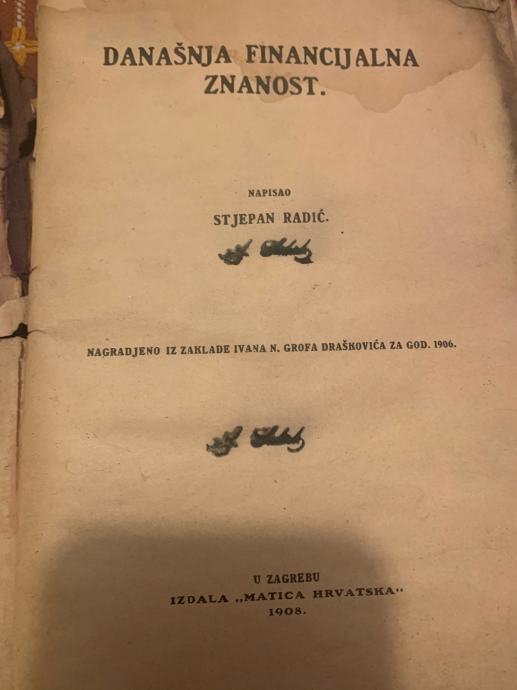 DANAŠNJA FINANCIJALNA
ZNANOST.
NAPISAO
STJEPAN RADIĆ.
NAGRADJENO IZ ZAKLADE IVANA N. GROFA DRAŠKOVIĆA ZA GOD. 1906.
U ZAGREBU
IZDALA „MATICA HRVATSKA“
1908.